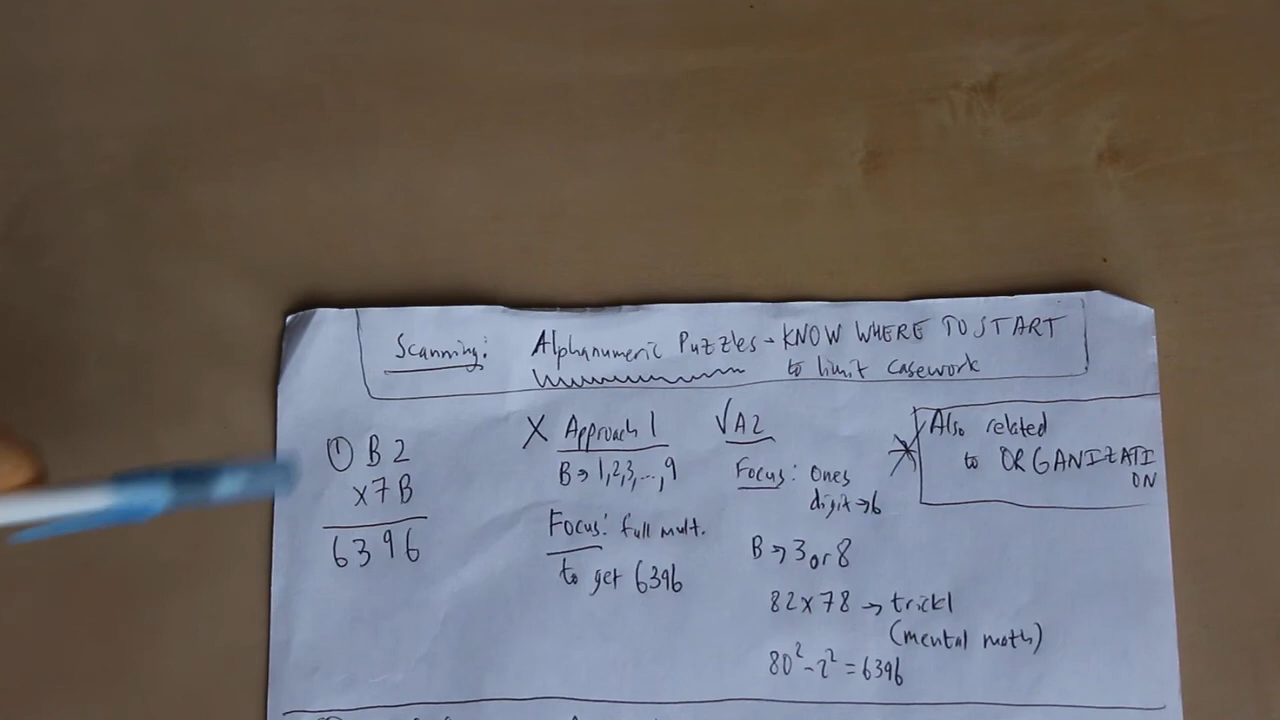 Scanning: Alphanumeric Puzzles → KNOW WHERE TO START
to limit casework
① B 2
x 7 B
6 3 9 6
X Approach 1
B → 1,2,3,...,9
Focus: full mult.
to get 6396
√ A2
Focus: Ones
digit → 6
B → 3 or 8
82 x 78 → trick!
(mental math)
80² - 2² = 6396
Also related
to ORGANIZATI
ON